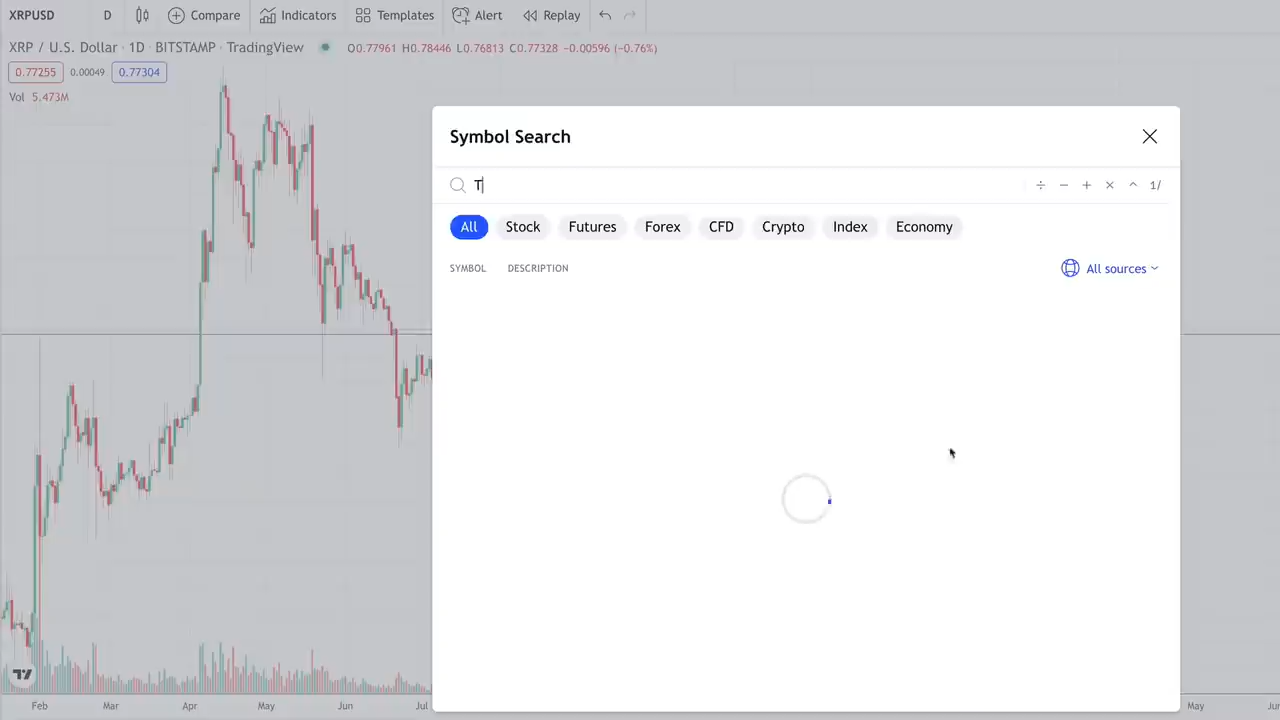 XRPUSD D Compare Indicators Templates Alert Replay
XRP / U.S. Dollar · 1D · BITSTAMP · TradingView O0.77961 H0.78446 L0.76813 C0.77328 −0.00596 (−0.76%)
0.77255 0.00049 0.77304
Vol 5.473M
Symbol Search
T
÷ − + × ^ 1/
All Stock Futures Forex CFD Crypto Index Economy
SYMBOL DESCRIPTION All sources
Feb Mar Apr May Jun Jul May Jun